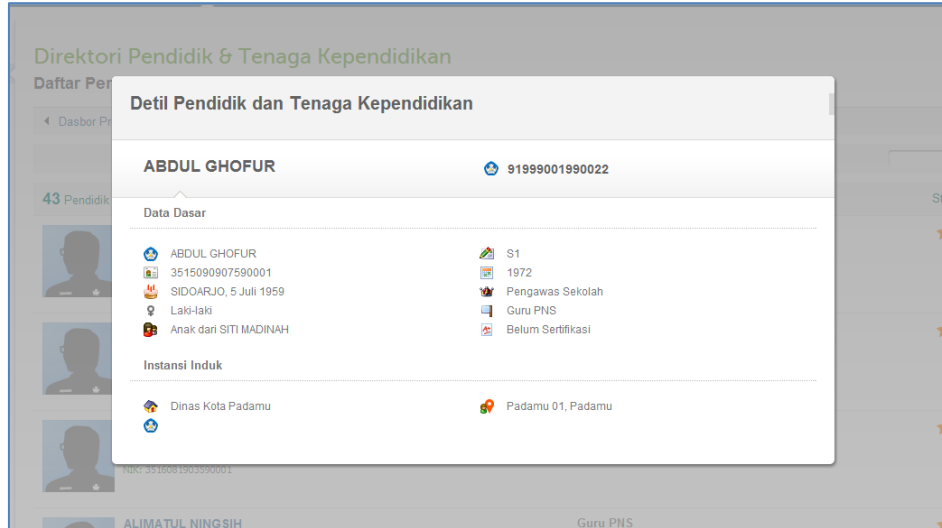 Direktori Pendidik & Tenaga Kependidikan
Daftar Pen
Detil Pendidik dan Tenaga Kependidikan
Dasbor Pr
ABDUL GHOFUR
91999001990022
43 Pendidik
Data Dasar
ABDUL GHOFUR
S1
3515090907590001
1972
SIDOARJO, 5 Juli 1959
Pengawas Sekolah
Laki-laki
Guru PNS
Anak dari SITI MADINAH
Belum Sertifikasi
Instansi Induk
Dinas Kota Padamu
Padamu 01, Padamu
NIK: 3516081903590001
ALIMATUL NINGSIH
Guru PNS